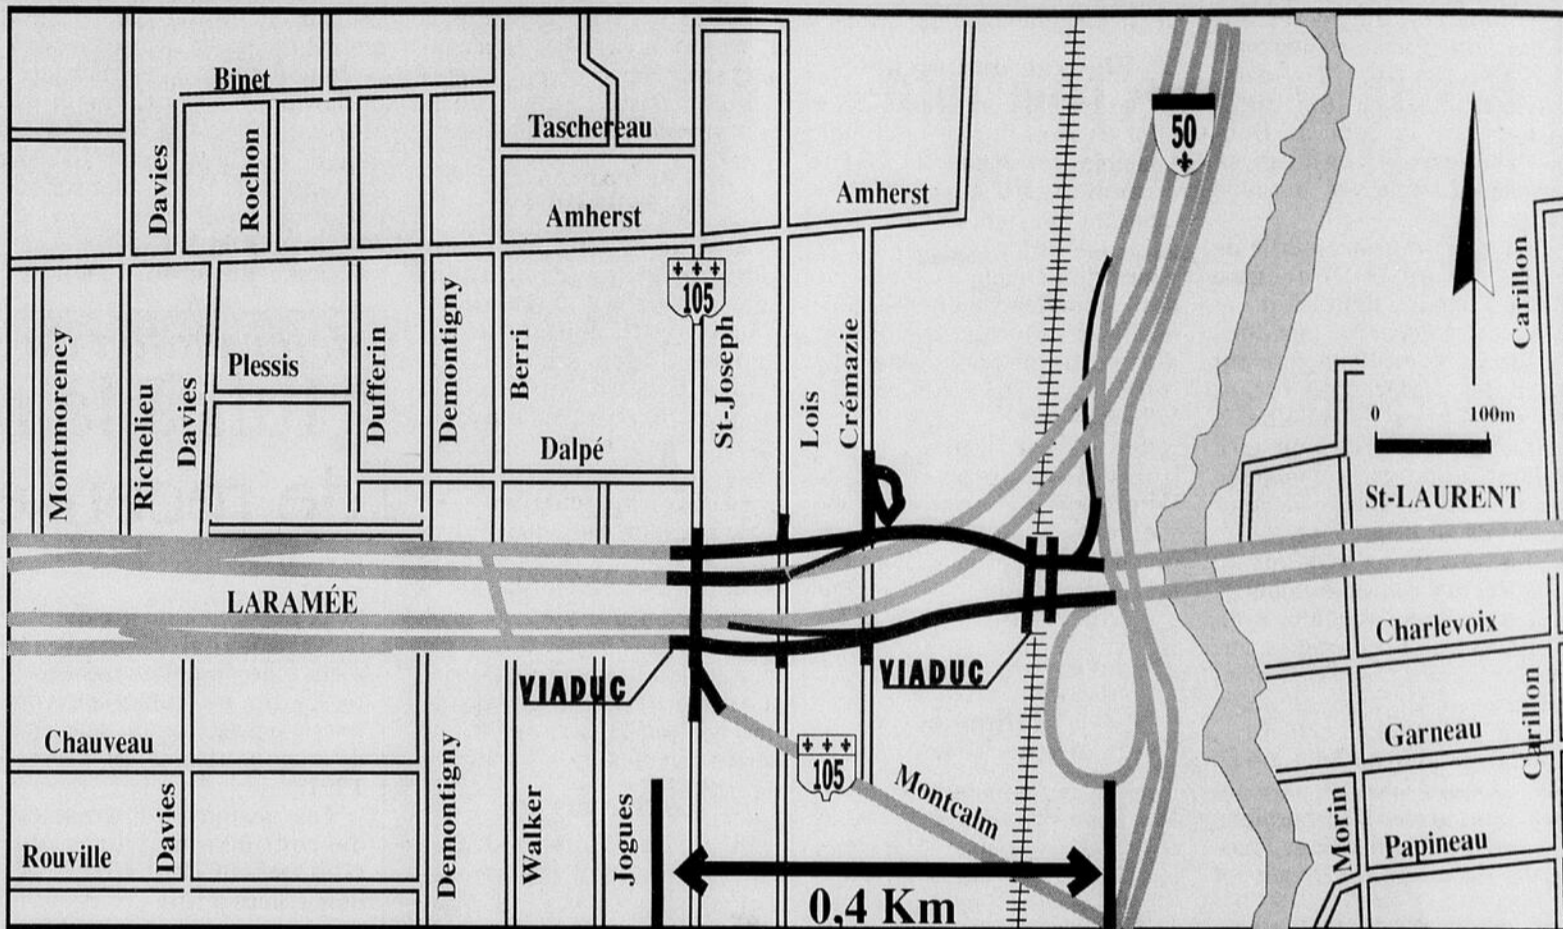 Binet
Taschereau
50
Davies
Rochon
Amherst
Amherst
Carillon
105
Montmorency
Richelieu
Davies
Plessis
Dufferin
Demontigny
Berri
St-Joseph
Lois
Crémazie
Dalpé
0 100m
St-LAURENT
LARAMÉE
Charlevoix
VIADUC
VIADUC
Chauveau
105
Garneau
Carillon
Montcalm
Davies
Demontigny
Walker
Jogues
Morin
Rouville
Papineau
0,4 Km